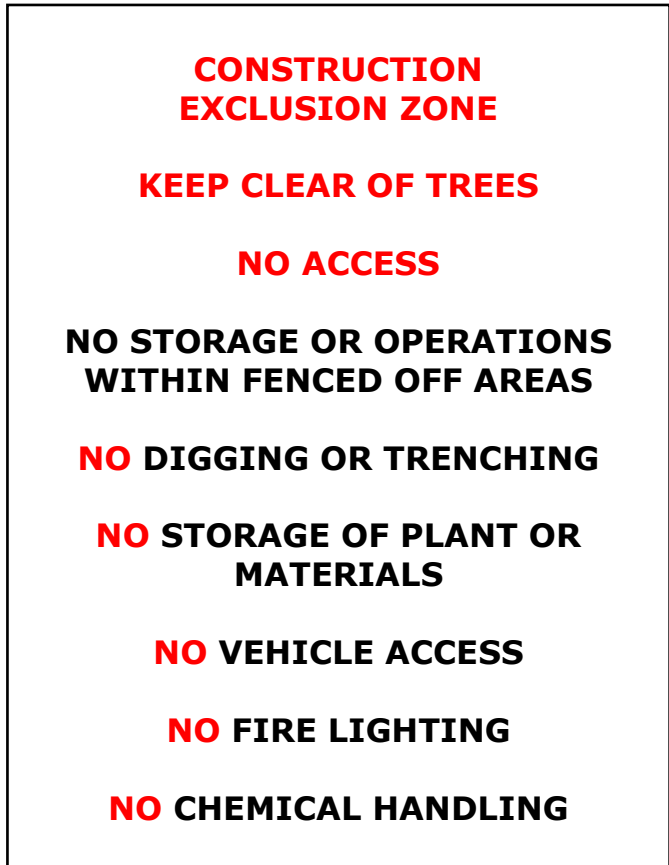 CONSTRUCTION
EXCLUSION ZONE
KEEP CLEAR OF TREES
NO ACCESS
NO STORAGE OR OPERATIONS
WITHIN FENCED OFF AREAS
NO DIGGING OR TRENCHING
NO STORAGE OF PLANT OR
MATERIALS
NO VEHICLE ACCESS
NO FIRE LIGHTING
NO CHEMICAL HANDLING